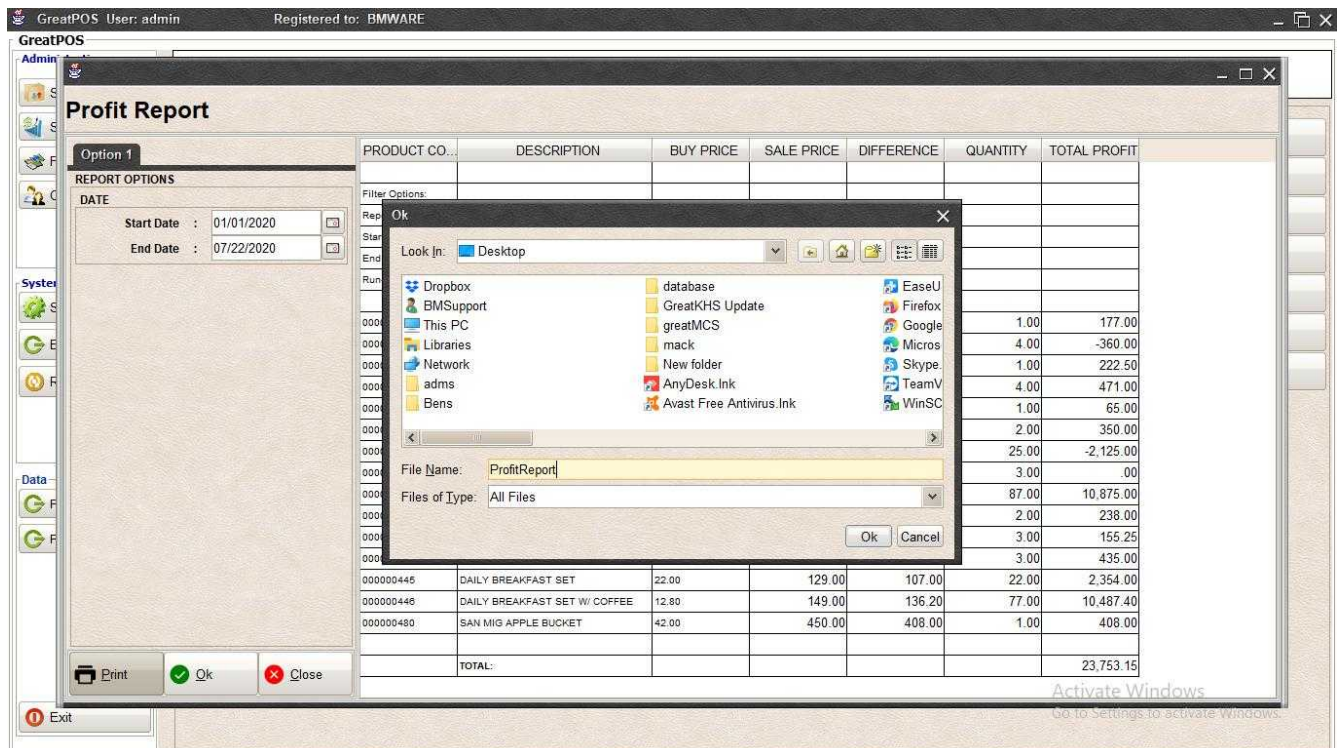 GreatPOS User: admin Registered to: BMWARE
GreatPOS
Profit Report
Option 1
REPORT OPTIONS
DATE
Start Date : 01/01/2020
End Date : 07/22/2020
PRODUCT CO... DESCRIPTION BUY PRICE SALE PRICE DIFFERENCE QUANTITY TOTAL PROFIT
Filter Options:
Ok
Look In: Desktop
Dropbox database EaseU
BMSupport GreatKHS Update Firefox
This PC greatMCS Google
Libraries mack Micros
Network New folder Skype.
adms AnyDesk.lnk TeamV
Bens Avast Free Antivirus.lnk WinSC
File Name: ProfitReport
Files of Type: All Files
Ok Cancel
1.00 177.00
4.00 -360.00
1.00 222.50
4.00 471.00
1.00 65.00
2.00 350.00
25.00 -2,125.00
3.00 .00
87.00 10,875.00
2.00 238.00
3.00 155.25
3.00 435.00
000000445 DAILY BREAKFAST SET 22.00 129.00 107.00 22.00 2,354.00
000000446 DAILY BREAKFAST SET W/ COFFEE 12.80 149.00 136.20 77.00 10,487.40
000000480 SAN MIG APPLE BUCKET 42.00 450.00 408.00 1.00 408.00
TOTAL: 23,753.15
Print Ok Close
Exit
Data
Activate Windows
Go to Settings to activate Windows.